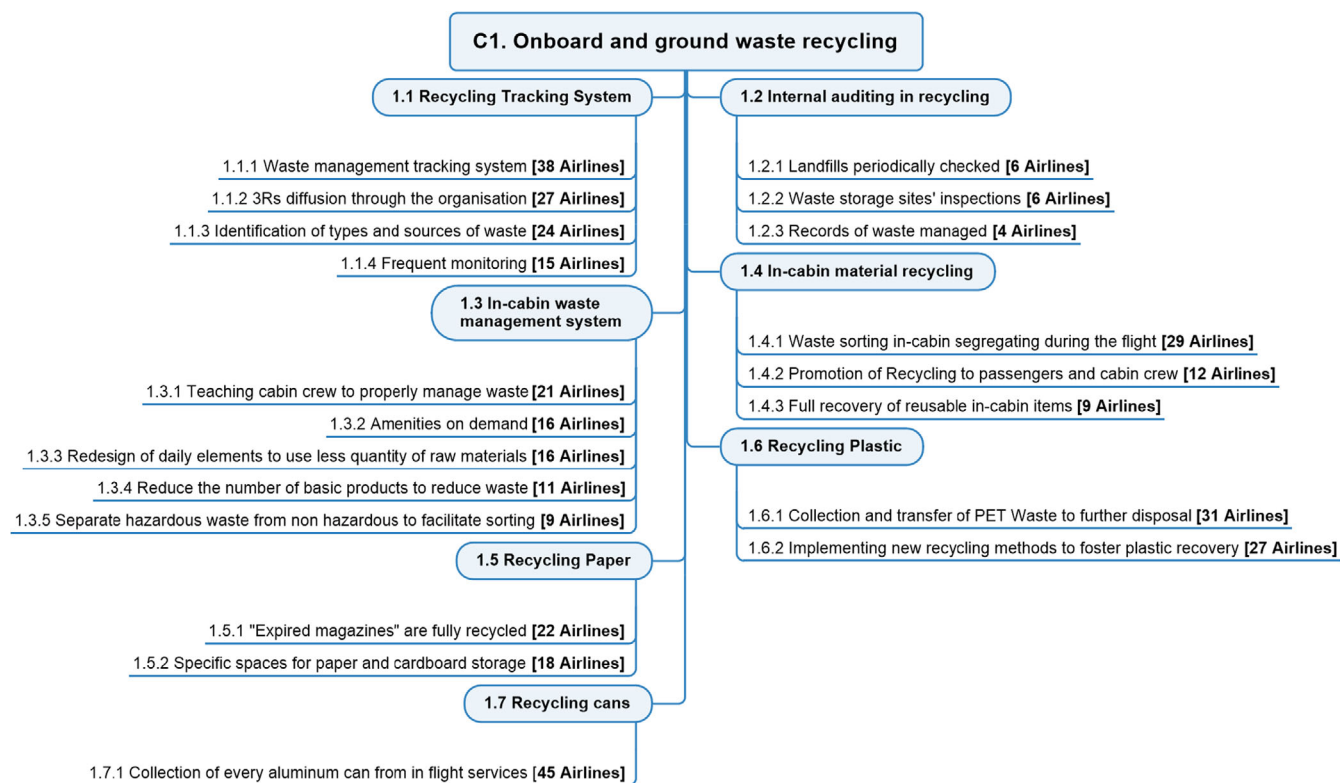 C1. Onboard and ground waste recycling
1.1 Recycling Tracking System
1.1.1 Waste management tracking system [38 Airlines]
1.1.2 3Rs diffusion through the organisation [27 Airlines]
1.1.3 Identification of types and sources of waste [24 Airlines]
1.1.4 Frequent monitoring [15 Airlines]
1.2 Internal auditing in recycling
1.2.1 Landfills periodically checked [6 Airlines]
1.2.2 Waste storage sites' inspections [6 Airlines]
1.2.3 Records of waste managed [4 Airlines]
1.3 In-cabin waste
management system
1.3.1 Teaching cabin crew to properly manage waste [21 Airlines]
1.3.2 Amenities on demand [16 Airlines]
1.3.3 Redesign of daily elements to use less quantity of raw materials [16 Airlines]
1.3.4 Reduce the number of basic products to reduce waste [11 Airlines]
1.3.5 Separate hazardous waste from non hazardous to facilitate sorting [9 Airlines]
1.4 In-cabin material recycling
1.4.1 Waste sorting in-cabin segregating during the flight [29 Airlines]
1.4.2 Promotion of Recycling to passengers and cabin crew [12 Airlines]
1.4.3 Full recovery of reusable in-cabin items [9 Airlines]
1.5 Recycling Paper
1.5.1 "Expired magazines" are fully recycled [22 Airlines]
1.5.2 Specific spaces for paper and cardboard storage [18 Airlines]
1.6 Recycling Plastic
1.6.1 Collection and transfer of PET Waste to further disposal [31 Airlines]
1.6.2 Implementing new recycling methods to foster plastic recovery [27 Airlines]
1.7 Recycling cans
1.7.1 Collection of every aluminum can from in flight services [45 Airlines]